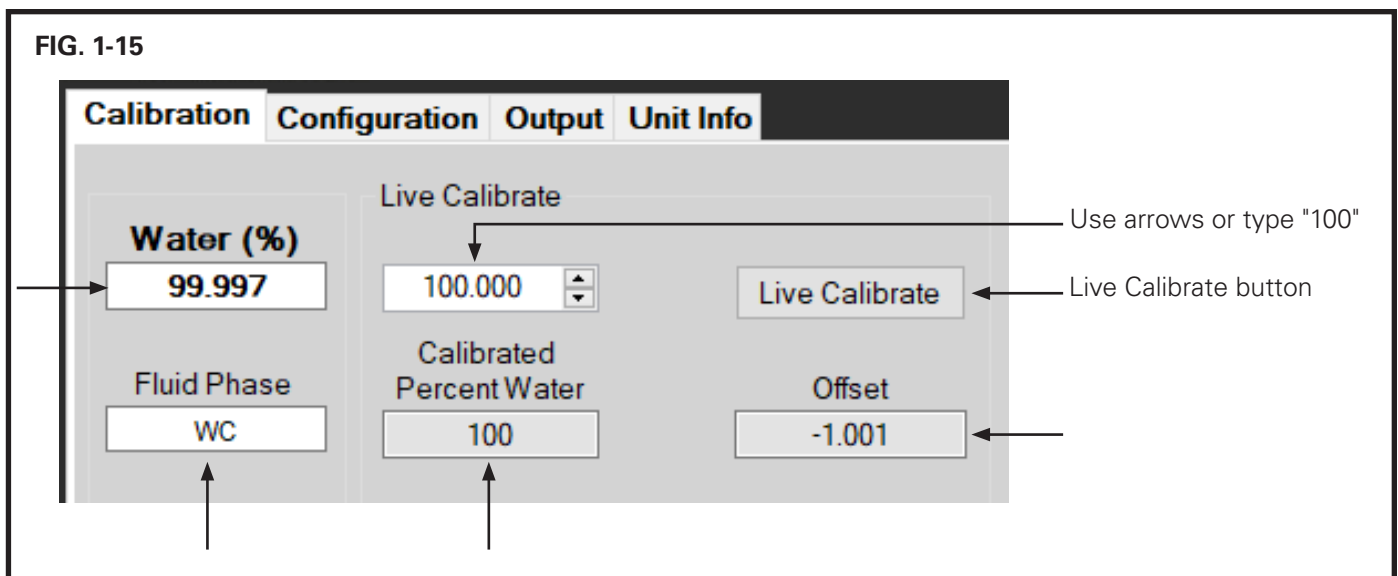 FIG. 1-15
Calibration Configuration Output Unit Info
Live Calibrate
Water (%)
99.997
100.000
Live Calibrate
Use arrows or type "100"
Live Calibrate button
Fluid Phase
WC
Calibrated
Percent Water
100
Offset
-1.001